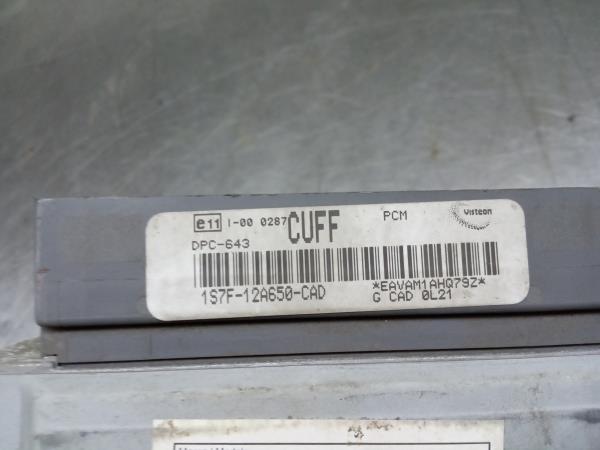 e11 I-00 0287 CUFF PCM Visteon
DPC-643
1S7F-12A650-CAD *EAVAM1AHQ79Z*
G CAD 0L21